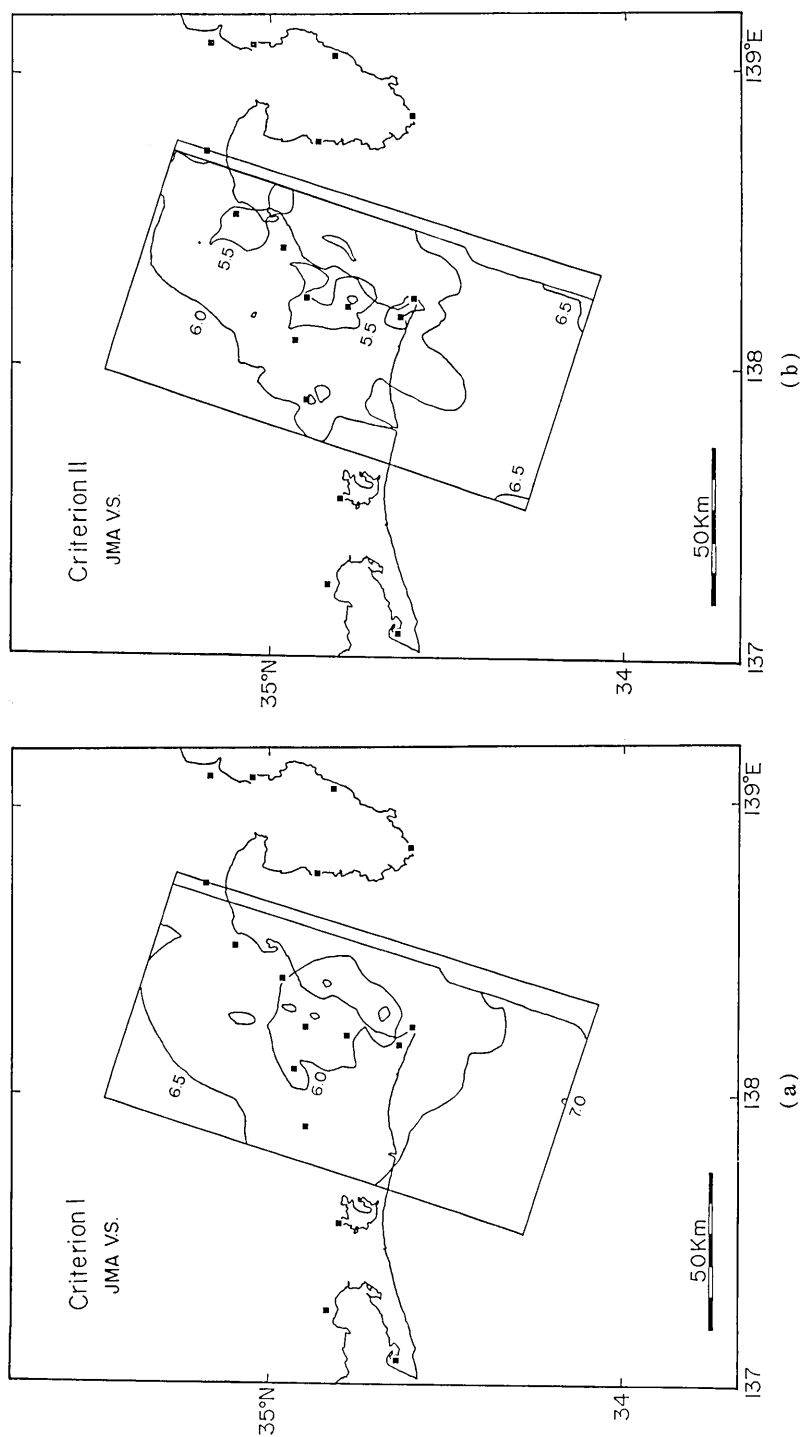 Criterion I
JMA V.S.
6.5
6.0
7.0
50Km
35°N
34
137
138
139°E
(a)
Criterion II
JMA V.S.
6.0
5.5
5.5
6.5
6.5
50Km
35°N
34
137
138
139°E
(b)